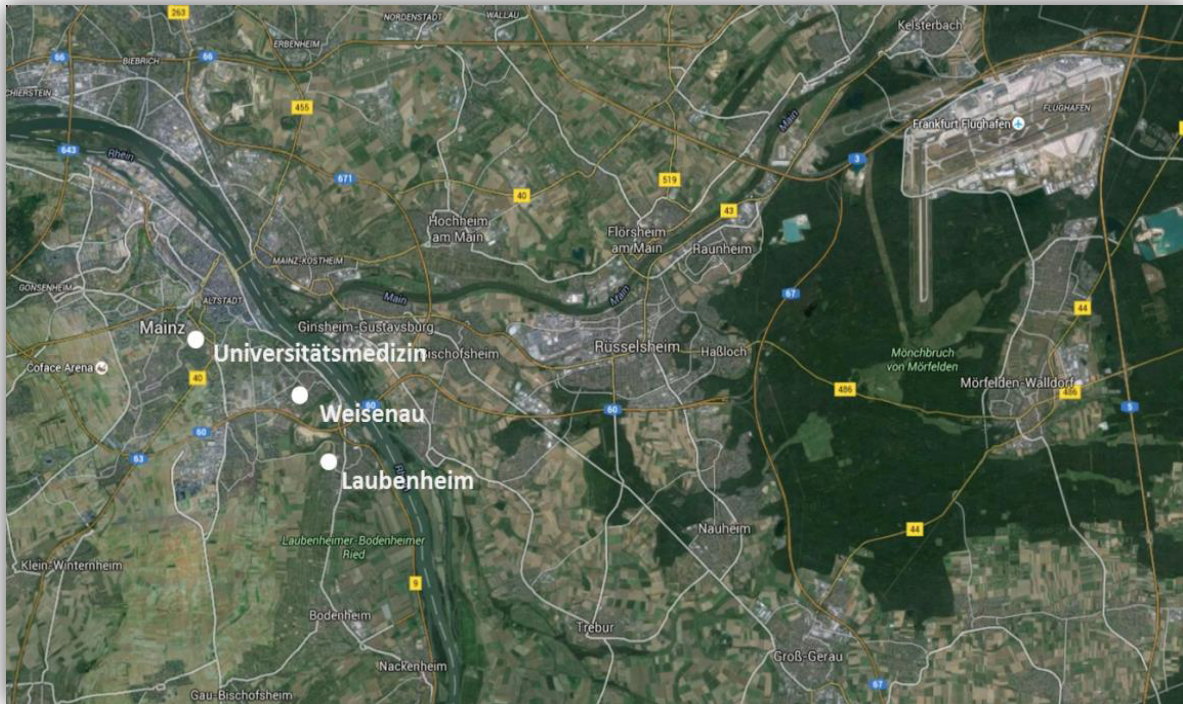 263
NORDENSTADT
WALLAU
Kelsterbach
ERBENHEIM
66
BIEBRICH
66
CHIERSTEIN
455
Main
FLUGHAFEN
Frankfurt Flughafen
643
Rhein
3
671
519
40
43
Hochheim
am Main
Flörsheim
am Main
Raunheim
MAINZ-KOSTHEIM
GONSENHEIM
ALTSTADT
Main
Main
67
44
Mainz
Ginsheim-Gustavsburg
Universitätsmedizin
Bischofsheim
Rüsselsheim
Haßloch
Mönchbruch
von Mörfelden
Coface Arena
40
Mörfelden-Walldorf
486
486
60
60
5
Weisenau
60
63
Laubenheim
Rhein
Nauheim
44
Laubenheimer-Bodenheimer
Ried
Klein-Winternheim
9
Bodenheim
Trebur
Groß-Gerau
Nackenheim
67
Gau-Bischofsheim